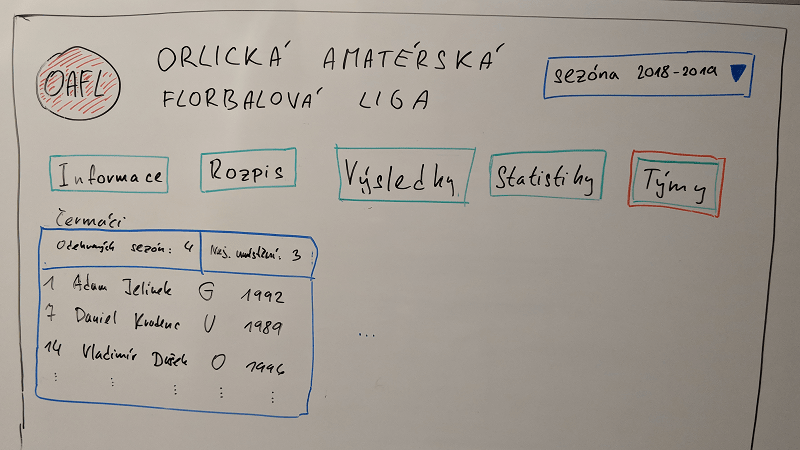 OAFL
ORLICKÁ AMATÉRSKÁ
FLORBALOVÁ LIGA
sezóna 2018-2019
Informace
Rozpis
Výsledky
Statistiky
Týmy
Čermáci
Odehraných sezón: 4
Nej. umístění: 3
1 Adam Jelínek G 1992
7 Daniel U 1989
14 Vladimír Dušek O 1996
...